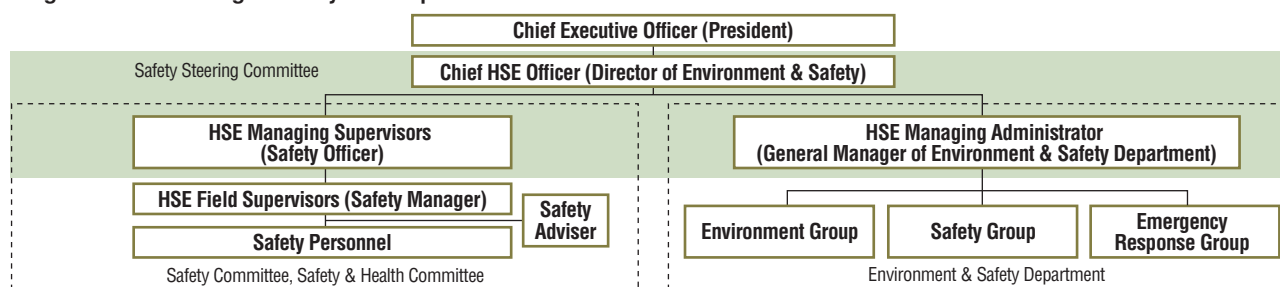 Chief Executive Officer (President)
Safety Steering Committee
Chief HSE Officer (Director of Environment & Safety)
HSE Managing Supervisors
(Safety Officer)
HSE Managing Administrator
(General Manager of Environment & Safety Department)
HSE Field Supervisors (Safety Manager)
Safety
Adviser
Safety Personnel
Environment Group
Safety Group
Emergency
Response Group
Safety Committee, Safety & Health Committee
Environment & Safety Department